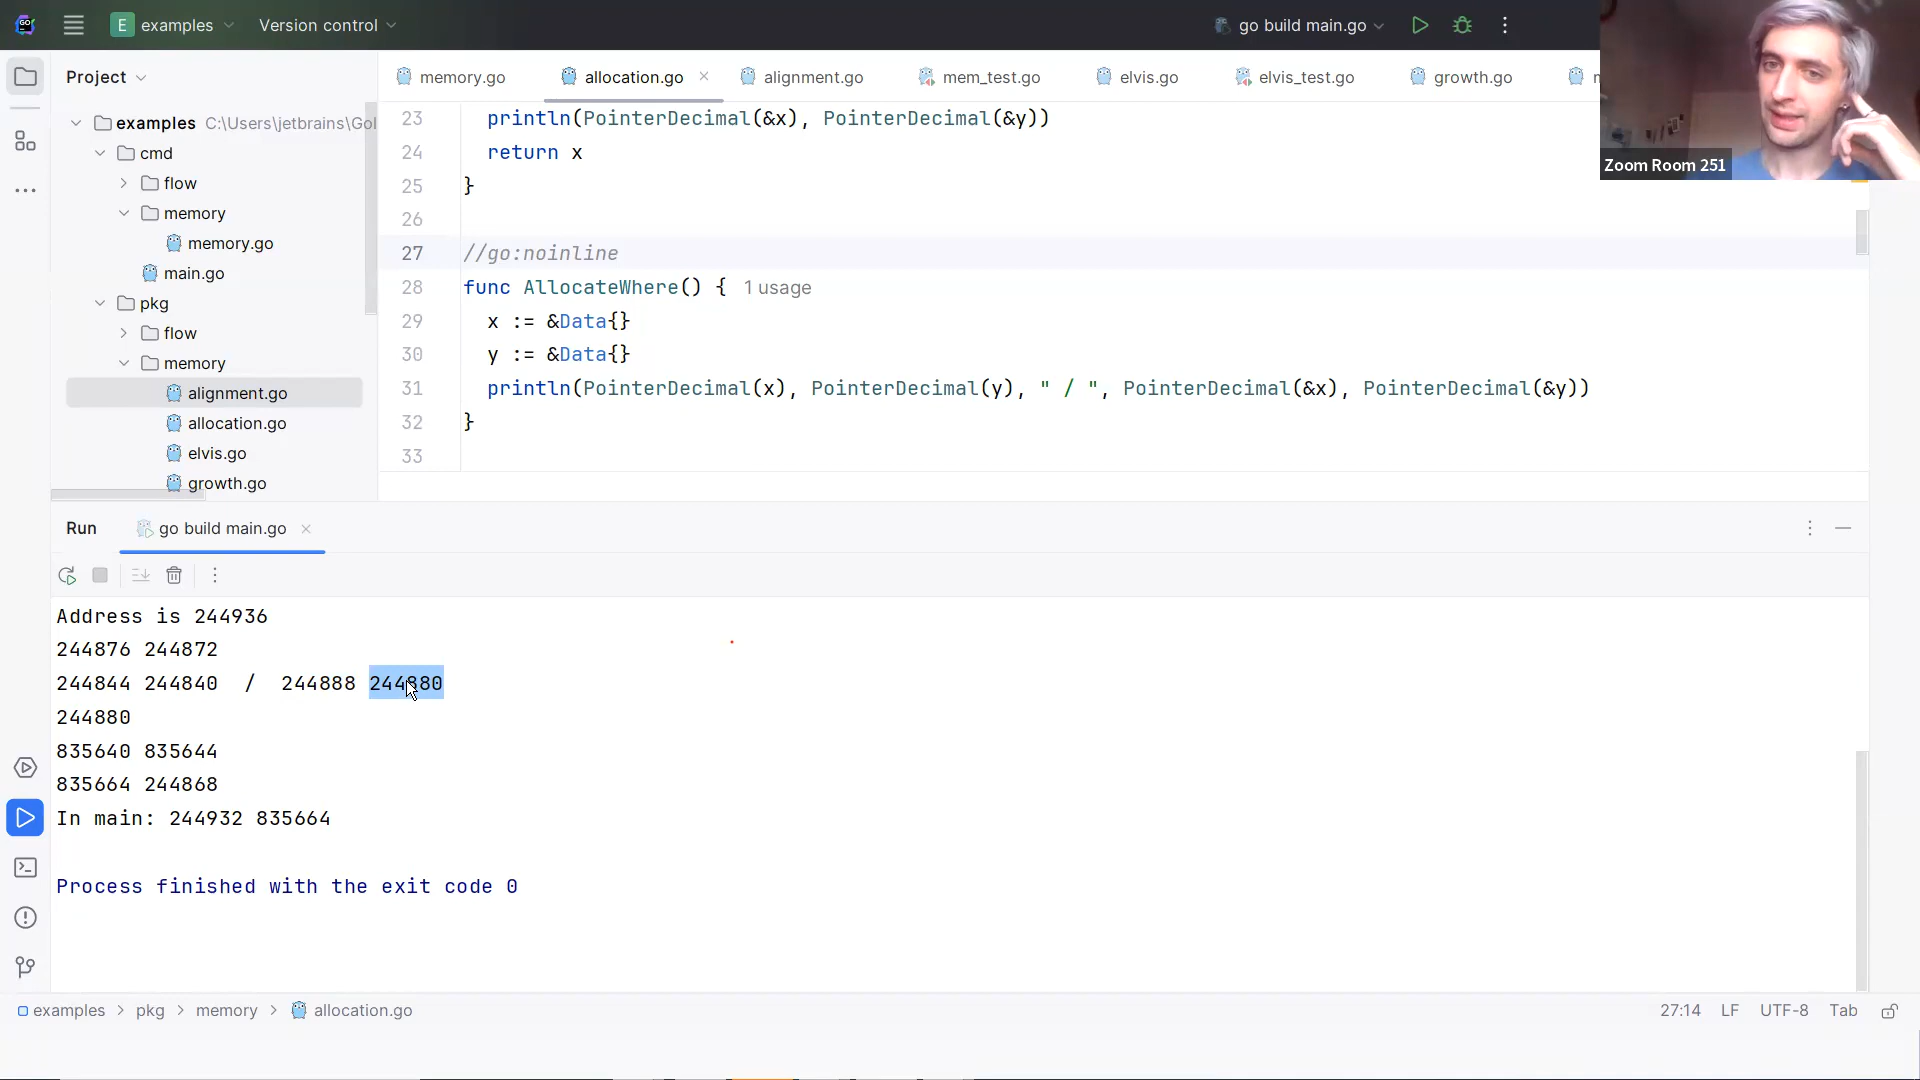 GO
E examples
Version control
go build main.go
Zoom Room 251
Project
memory.go
allocation.go
alignment.go
mem_test.go
elvis.go
elvis_test.go
growth.go
examples C:\Users\jetbrains\Gol
cmd
flow
memory
memory.go
main.go
pkg
flow
memory
alignment.go
allocation.go
elvis.go
growth.go
23 println(PointerDecimal(&x), PointerDecimal(&y))
24 return x
25 }
26
27 //go:noinline
28 func AllocateWhere() { 1 usage
29 x := &Data{}
30 y := &Data{}
31 println(PointerDecimal(x), PointerDecimal(y), " / ", PointerDecimal(&x), PointerDecimal(&y))
32 }
33
Run
go build main.go
Address is 244936
244876 244872
244844 244840 / 244888 244880
244880
835640 835644
835664 244868
In main: 244932 835664
Process finished with the exit code 0
examples > pkg > memory > allocation.go
27:14 LF UTF-8 Tab